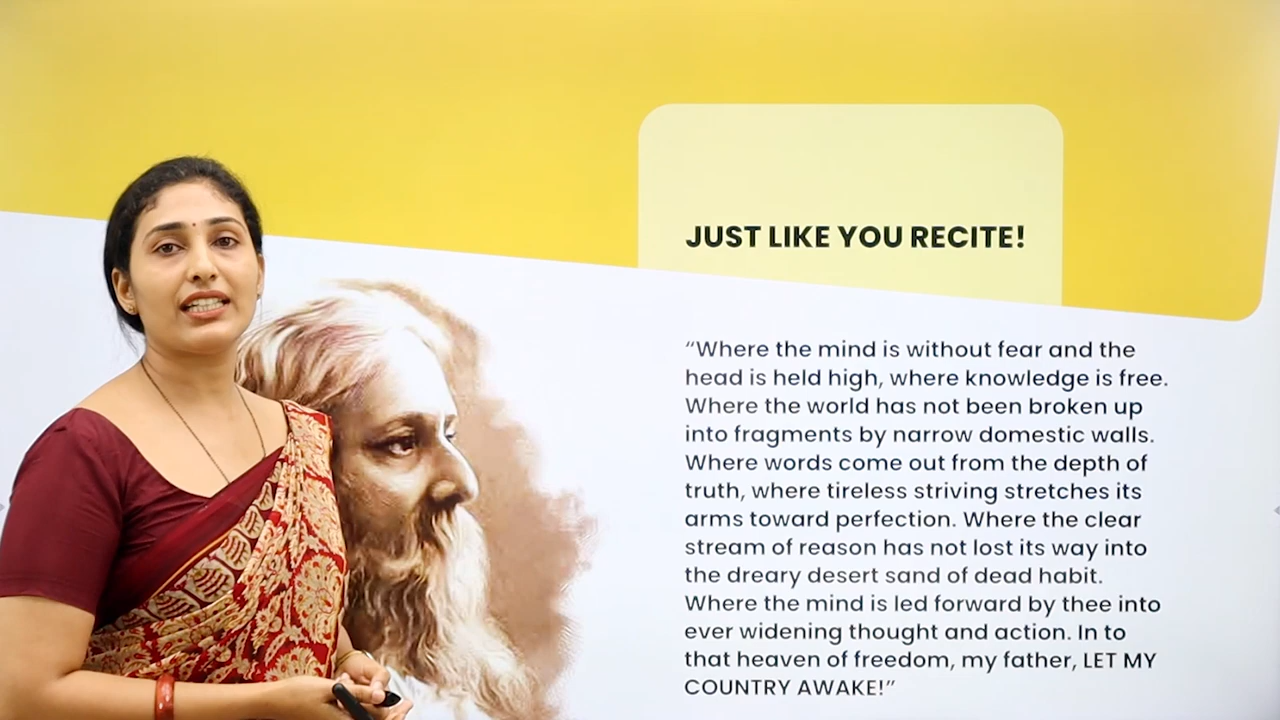 JUST LIKE YOU RECITE!
“Where the mind is without fear and the
head is held high, where knowledge is free.
Where the world has not been broken up
into fragments by narrow domestic walls.
Where words come out from the depth of
truth, where tireless striving stretches its
arms toward perfection. Where the clear
stream of reason has not lost its way into
the dreary desert sand of dead habit.
Where the mind is led forward by thee into
ever widening thought and action. In to
that heaven of freedom, my father, LET MY
COUNTRY AWAKE!”